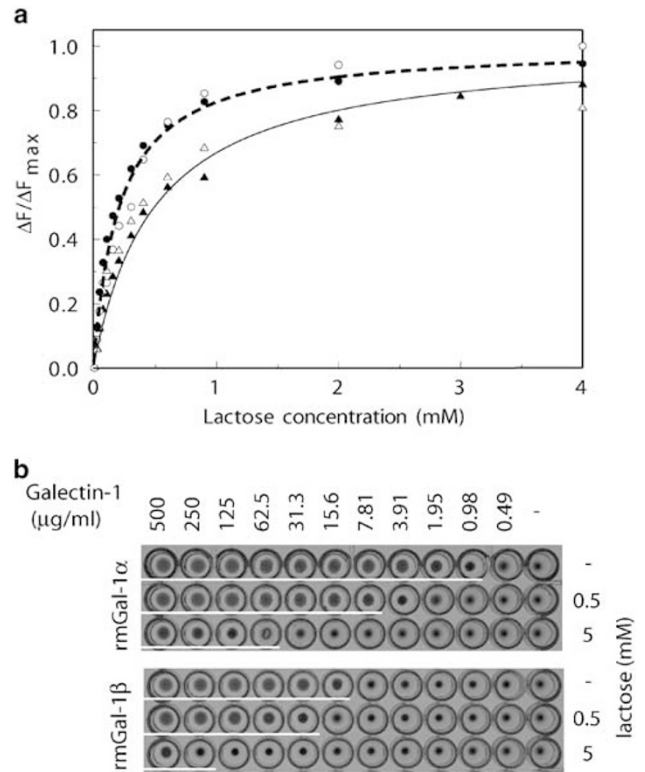 a
1.0
0.8
0.6
0.4
0.2
0.0
ΔF/ΔFmax
0 1 2 3 4
Lactose concentration (mM)
b
Galectin-1
(μg/ml)
500 250 125 62.5 31.3 15.6 7.81 3.91 1.95 0.98 0.49 -
rmGal-1α
-
0.5
5
rmGal-1β
-
0.5
5
lactose (mM)